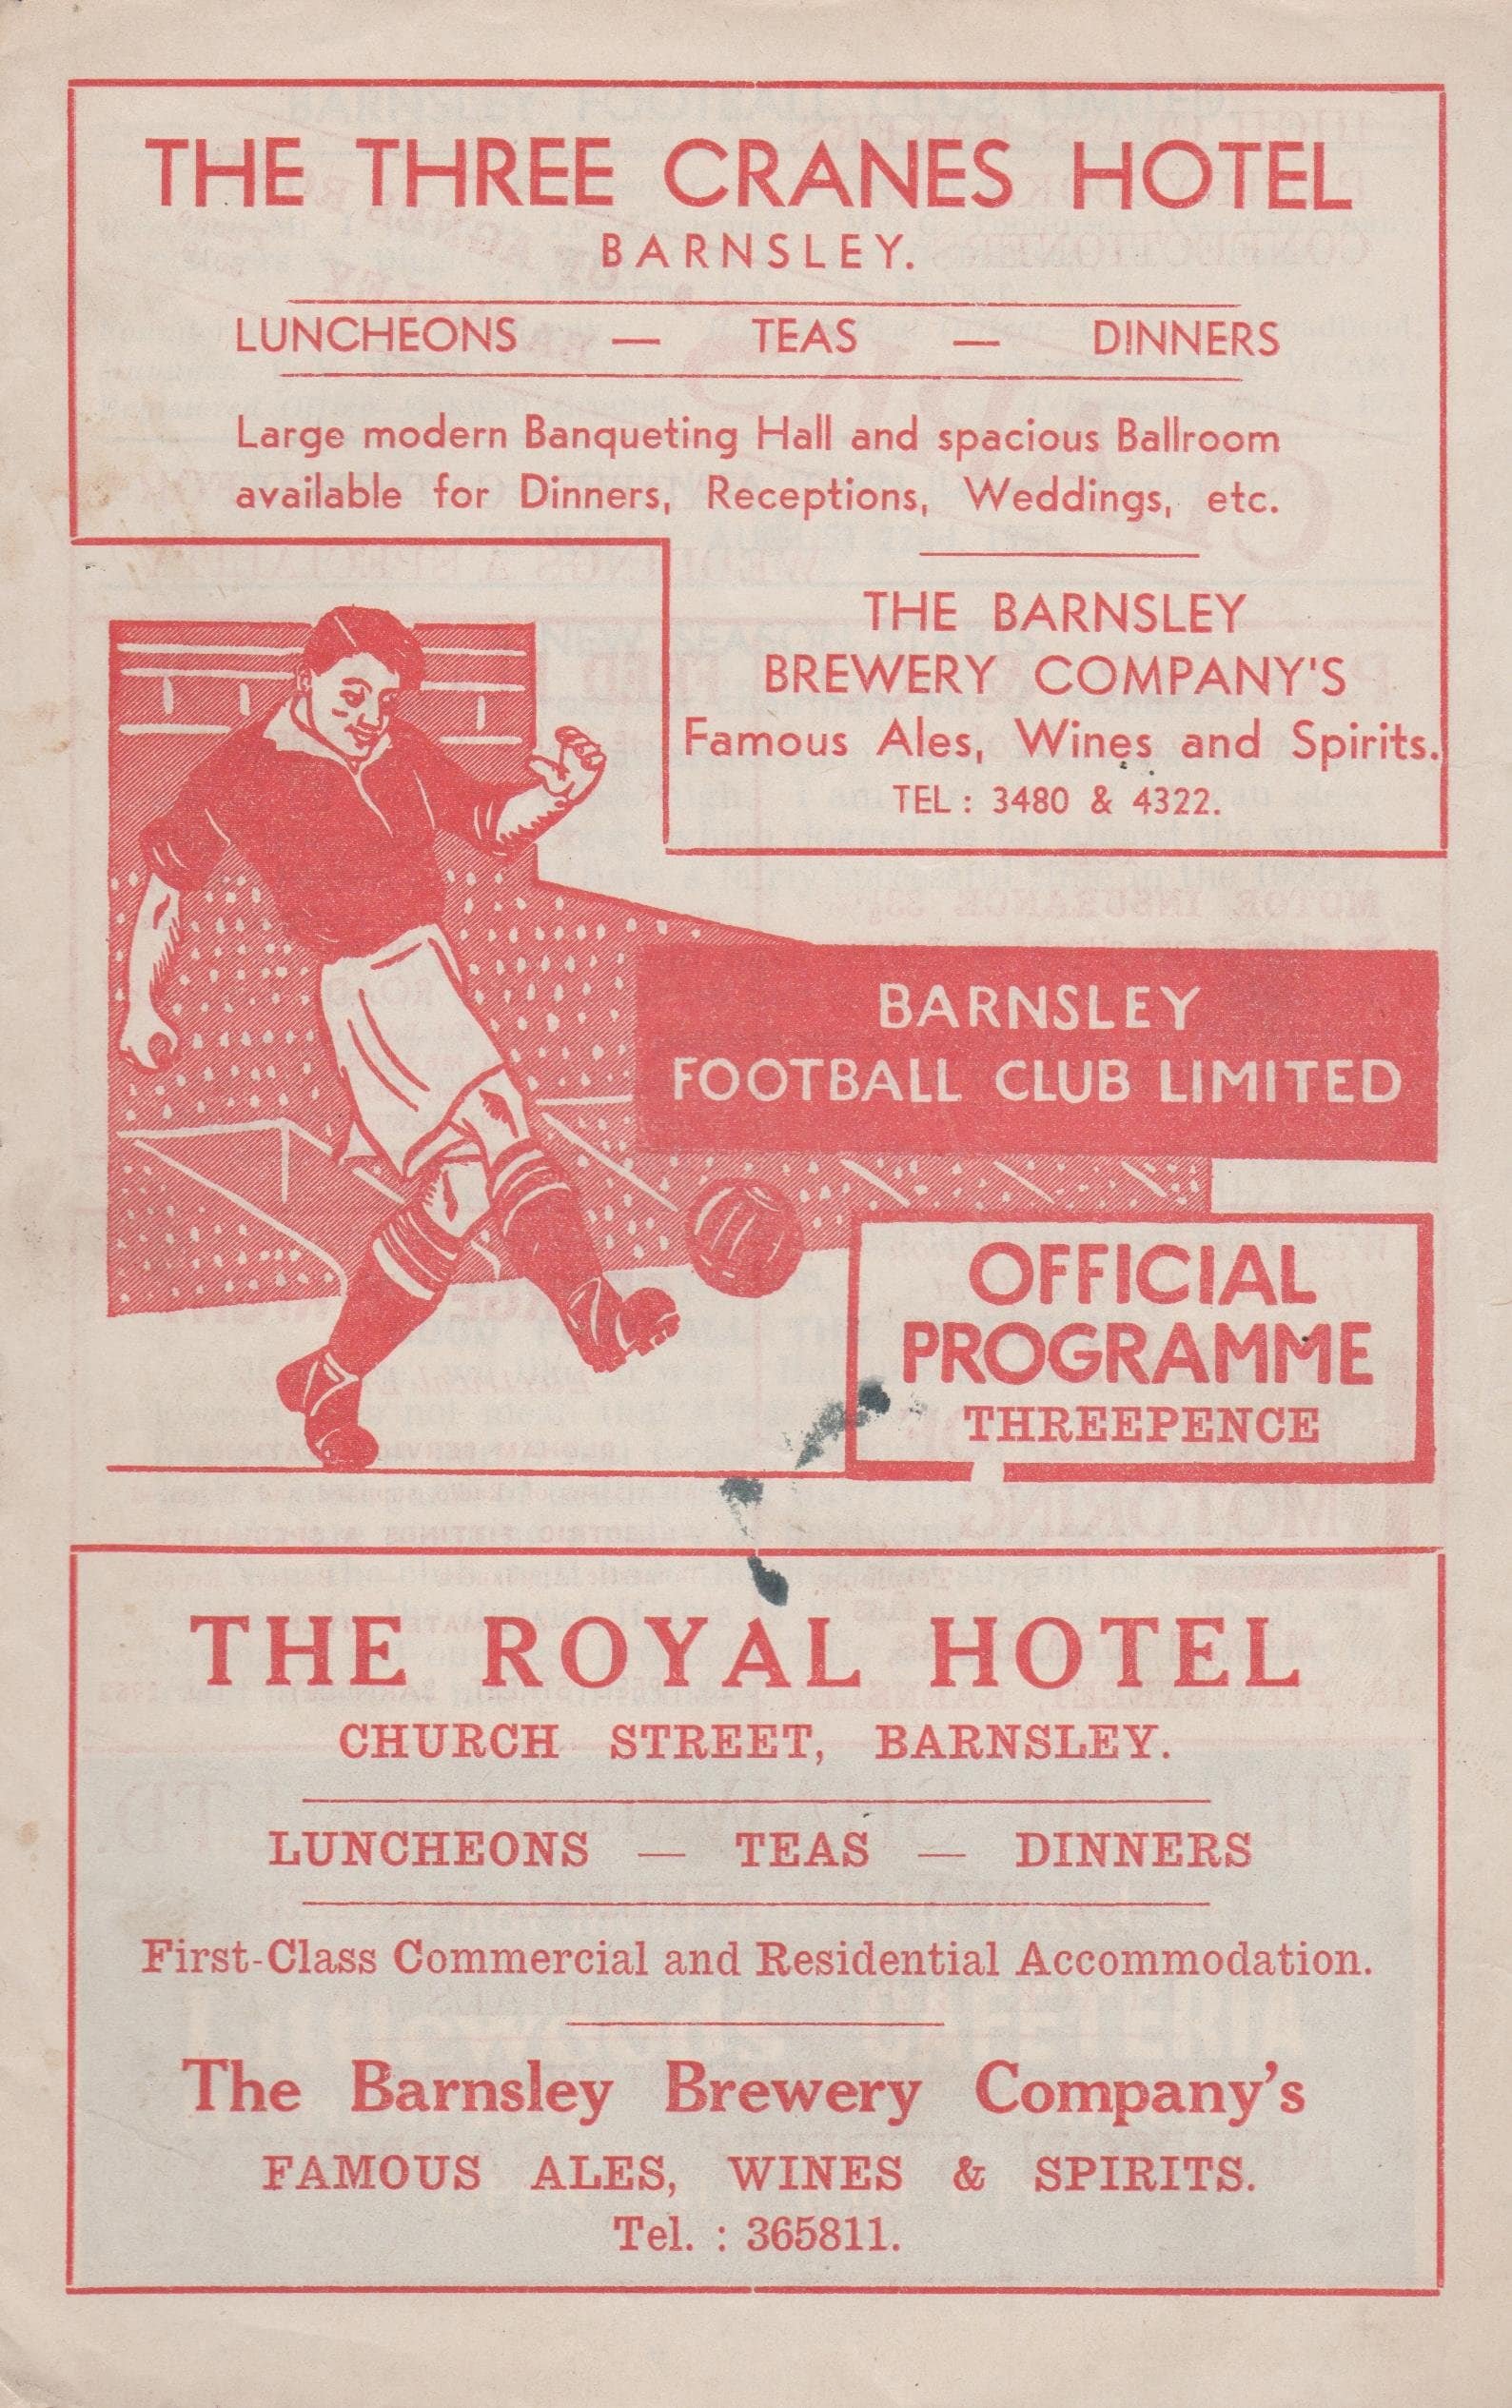 THE THREE CRANES HOTEL
BARNSLEY.
LUNCHEONS — TEAS — DINNERS
Large modern Banqueting Hall and spacious Ballroom
available for Dinners, Receptions, Weddings, etc.
THE BARNSLEY
BREWERY COMPANY'S
Famous Ales, Wines and Spirits.
TEL : 3480 & 4322.
BARNSLEY
FOOTBALL CLUB LIMITED
OFFICIAL
PROGRAMME
THREEPENCE
THE ROYAL HOTEL
CHURCH STREET, BARNSLEY.
LUNCHEONS — TEAS — DINNERS
First-Class Commercial and Residential Accommodation.
The Barnsley Brewery Company's
FAMOUS ALES, WINES & SPIRITS.
Tel. : 365811.